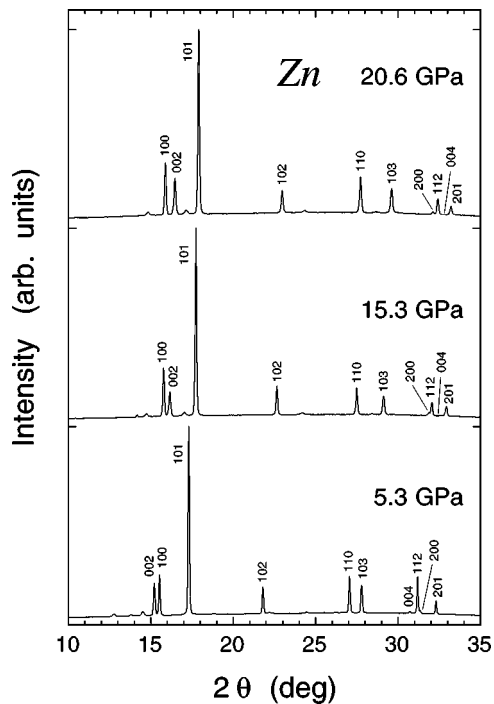 Zn 20.6 GPa
100 002 101 102 110 103 200 112 004 201
15.3 GPa
100 002 101 102 110 103 200 112 004 201
5.3 GPa
002 100 101 102 110 103 004 112 200 201
10 15 20 25 30 35
2 θ (deg)
Intensity (arb. units)